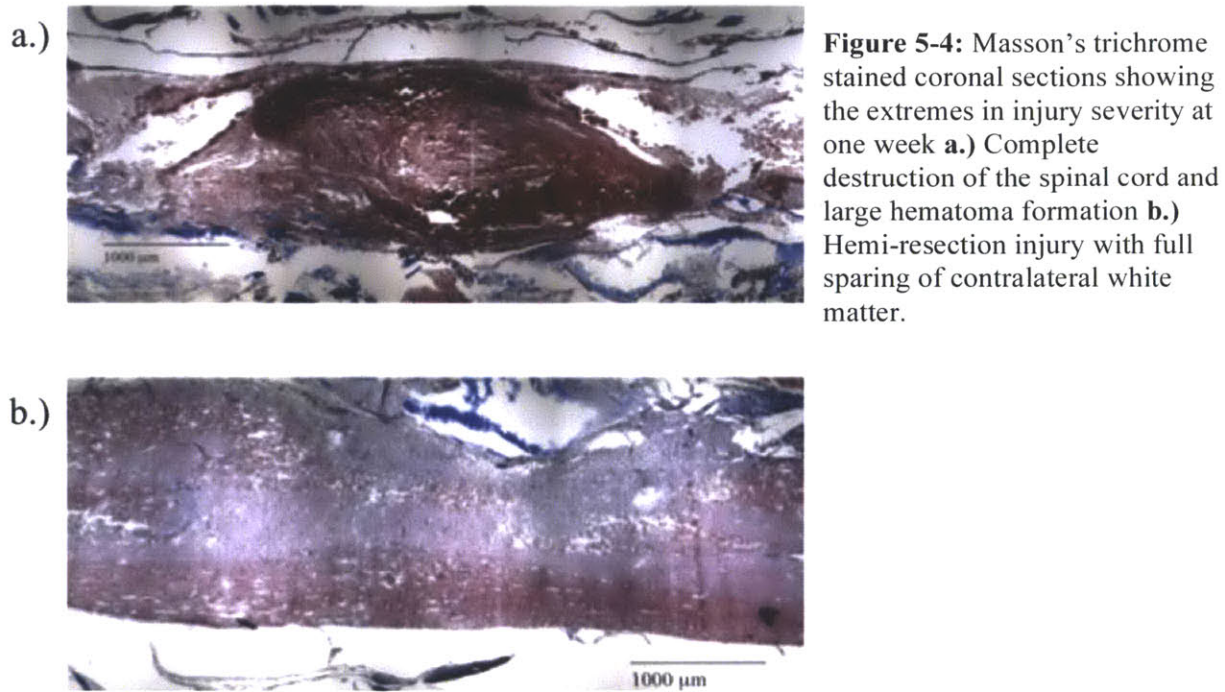 a.)
Figure 5-4: Masson's trichrome
stained coronal sections showing
the extremes in injury severity at
one week a.) Complete
destruction of the spinal cord and
large hematoma formation b.)
Hemi-resection injury with full
sparing of contralateral white
matter.
1000 µm
b.)
1000 µm